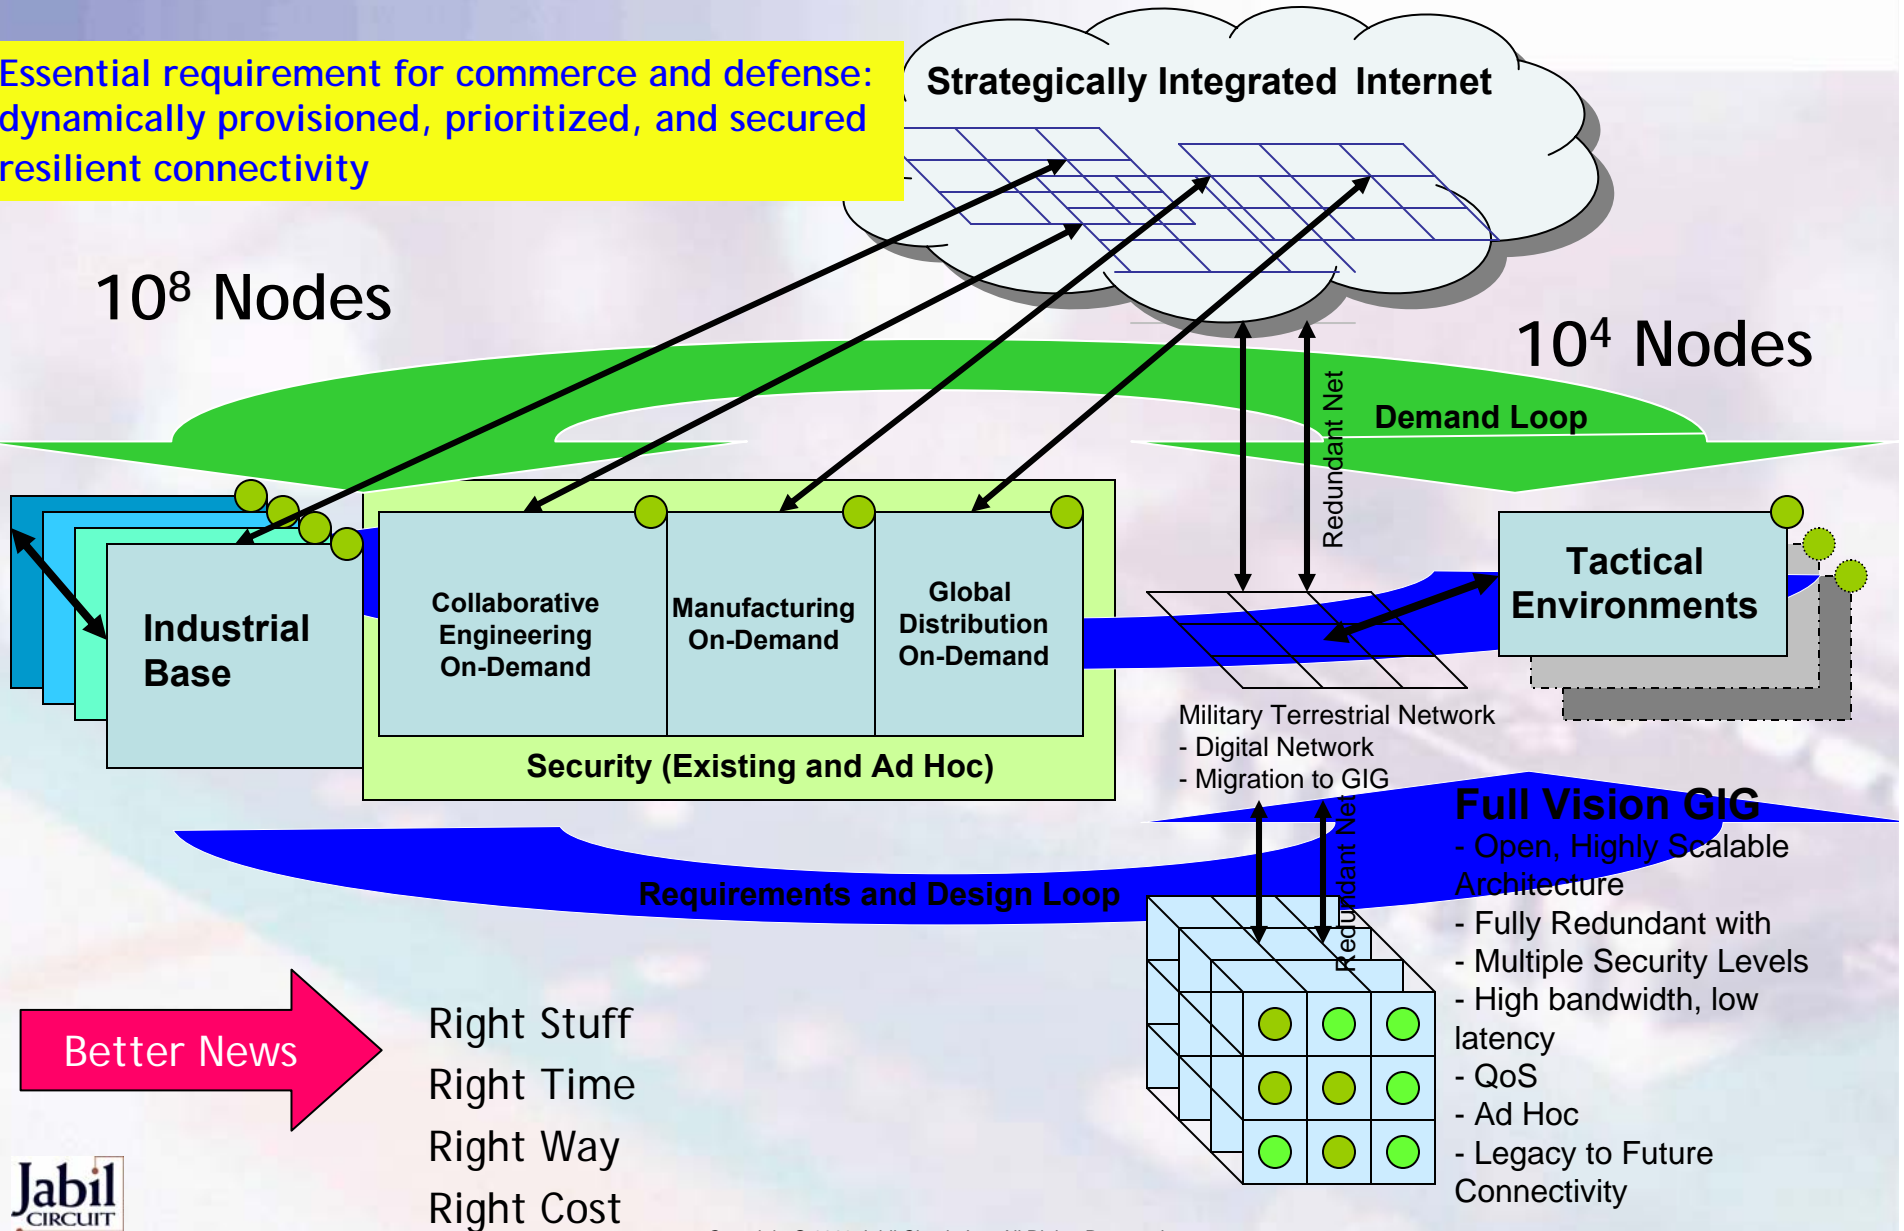 Essential requirement for commerce and defense:
dynamically provisioned, prioritized, and secured
resilient connectivity
Strategically Integrated Internet
10⁸ Nodes
10⁴ Nodes
Demand Loop
Redundant Net
Industrial
Base
Collaborative
Engineering
On-Demand
Manufacturing
On-Demand
Global
Distribution
On-Demand
Security (Existing and Ad Hoc)
Tactical
Environments
Military Terrestrial Network
- Digital Network
- Migration to GIG
Redundant Net
Requirements and Design Loop
Full Vision GIG
- Open, Highly Scalable
Architecture
- Fully Redundant with
- Multiple Security Levels
- High bandwidth, low
latency
- QoS
- Ad Hoc
- Legacy to Future
Connectivity
Better News
Right Stuff
Right Time
Right Way
Right Cost
Jabil
CIRCUIT